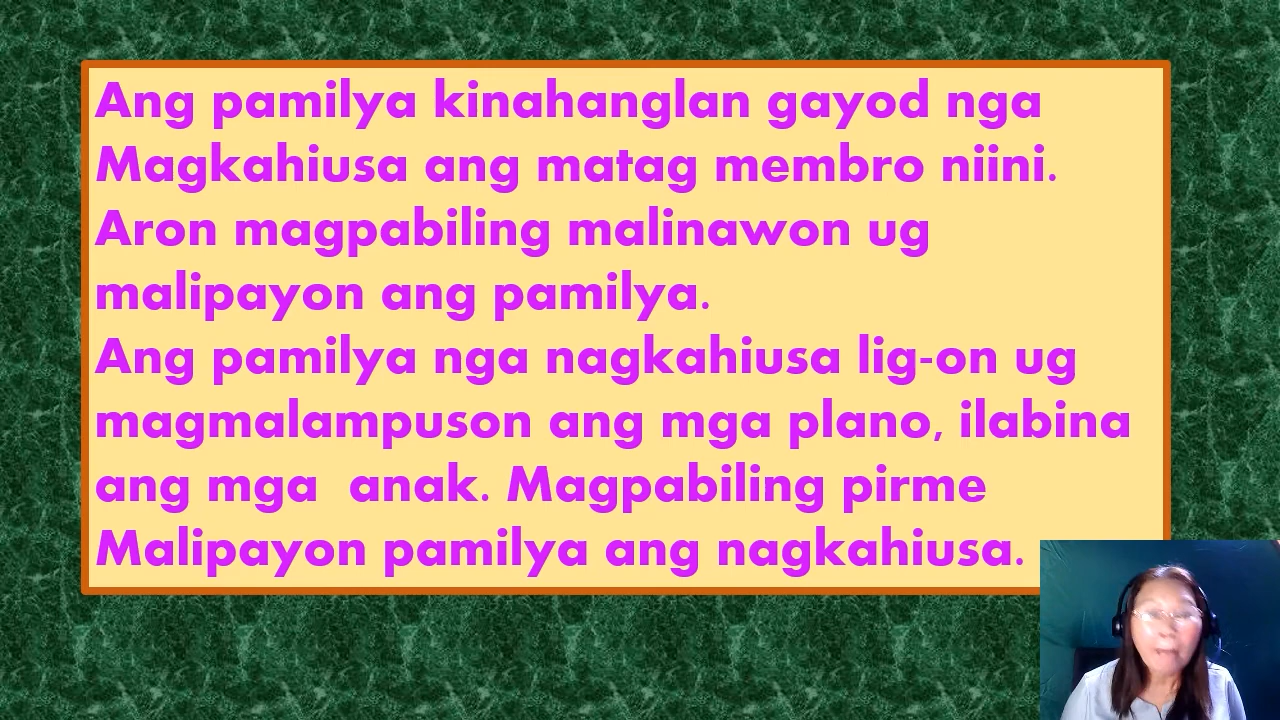 Ang pamilya kinahanglan gayod nga
Magkahiusa ang matag membro niini.
Aron magpabiling malinawon ug
malipayon ang pamilya.
Ang pamilya nga nagkahiusa lig-on ug
magmalampuson ang mga plano, ilabina
ang mga  anak. Magpabiling pirme
Malipayon pamilya ang nagkahiusa.